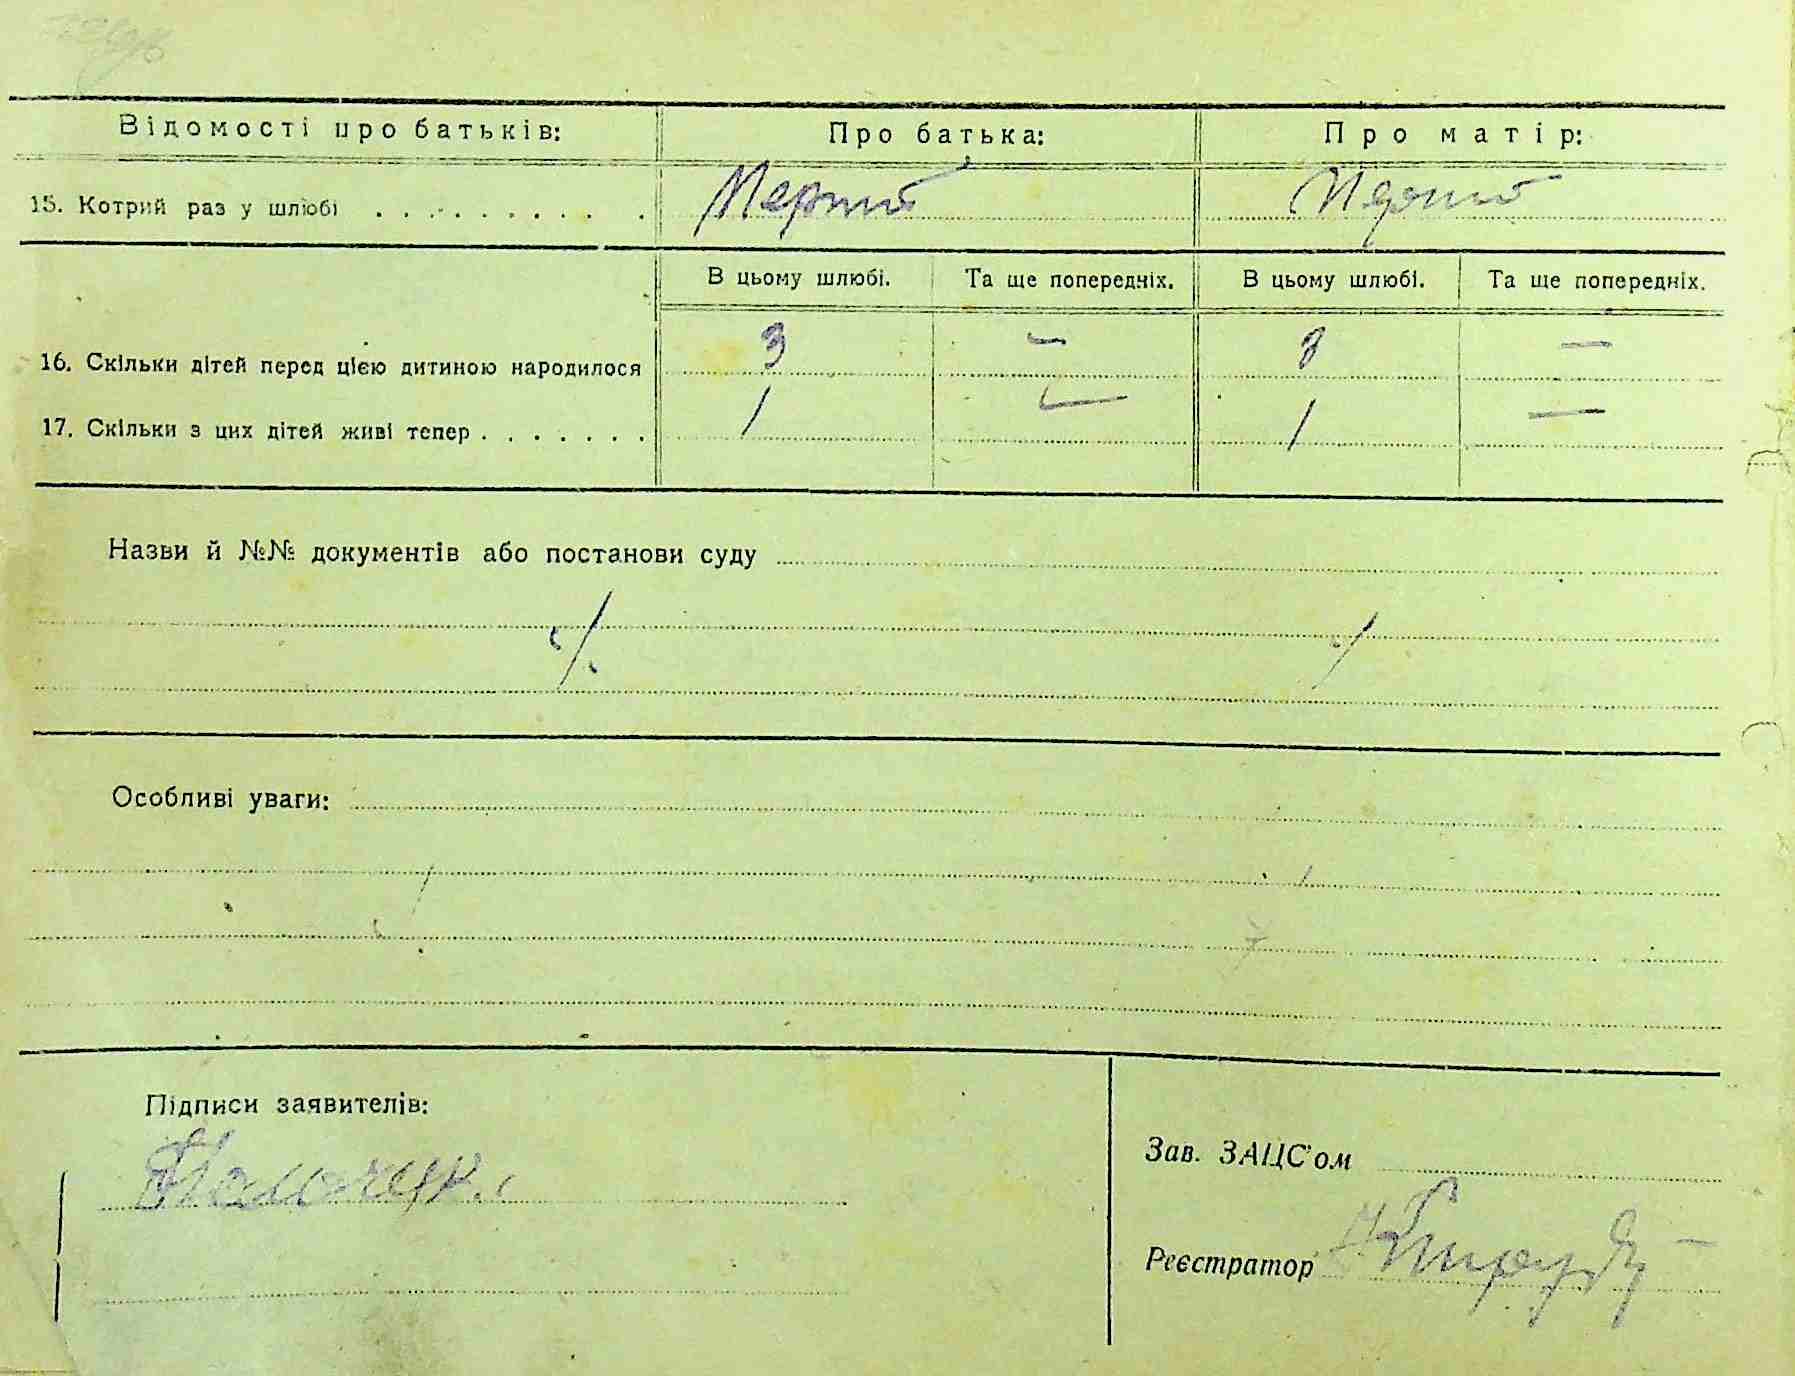 Відомості про батьків: Про батька: Про матір:
15. Котрий раз у шлюбі . . . . . . . . . . Перший Перший
В цьому шлюбі. Та ще попередніх. В цьому шлюбі. Та ще попередніх.
16. Скільки дітей перед цією дитиною народилося 3 – 3 –
17. Скільки з цих дітей живі тепер . . . . . . . 1 – 1 –
Назви й №№ документів або постанови суду
Особливі уваги:
Підписи заявителів:
Зав. ЗАЦС'ом
Реєстратор